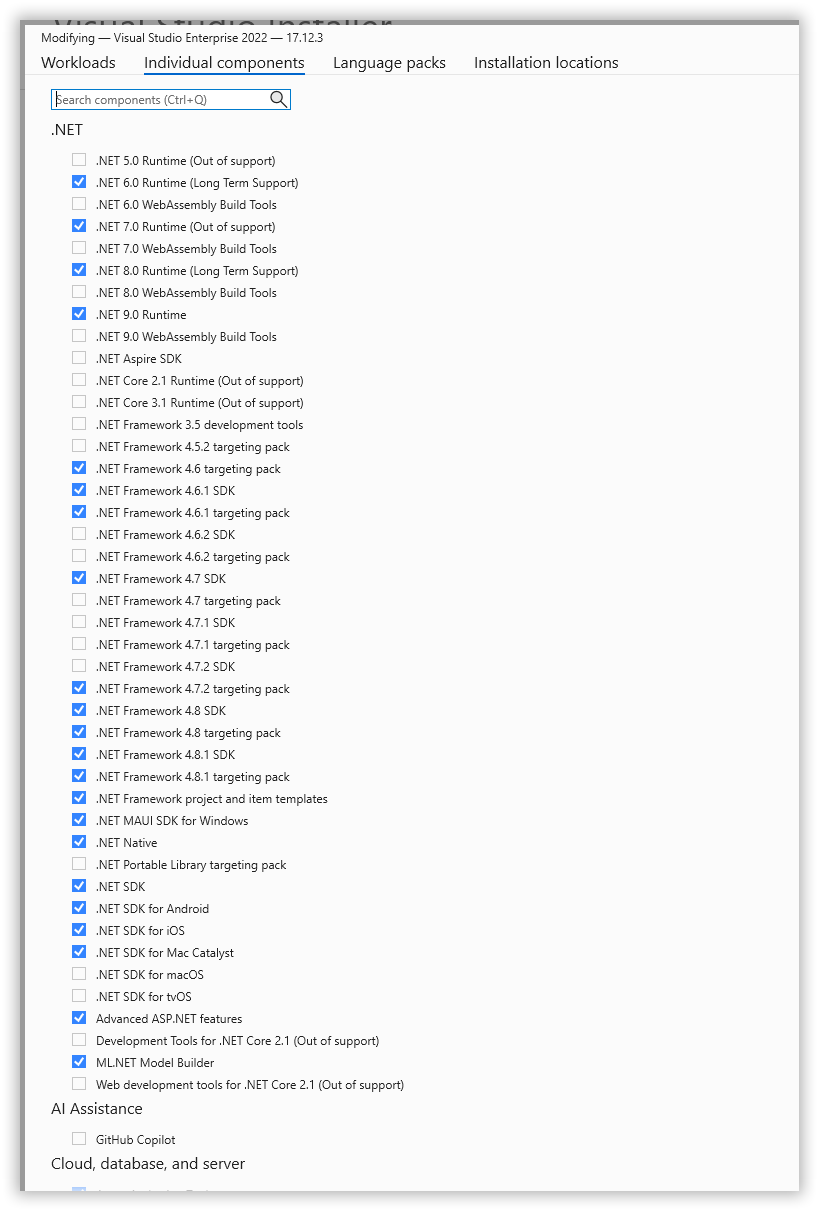 Visual Studio Installer
Modifying — Visual Studio Enterprise 2022 — 17.12.3
Workloads Individual components Language packs Installation locations
Search components (Ctrl+Q)
.NET
.NET 5.0 Runtime (Out of support)
.NET 6.0 Runtime (Long Term Support)
.NET 6.0 WebAssembly Build Tools
.NET 7.0 Runtime (Out of support)
.NET 7.0 WebAssembly Build Tools
.NET 8.0 Runtime (Long Term Support)
.NET 8.0 WebAssembly Build Tools
.NET 9.0 Runtime
.NET 9.0 WebAssembly Build Tools
.NET Aspire SDK
.NET Core 2.1 Runtime (Out of support)
.NET Core 3.1 Runtime (Out of support)
.NET Framework 3.5 development tools
.NET Framework 4.5.2 targeting pack
.NET Framework 4.6 targeting pack
.NET Framework 4.6.1 SDK
.NET Framework 4.6.1 targeting pack
.NET Framework 4.6.2 SDK
.NET Framework 4.6.2 targeting pack
.NET Framework 4.7 SDK
.NET Framework 4.7 targeting pack
.NET Framework 4.7.1 SDK
.NET Framework 4.7.1 targeting pack
.NET Framework 4.7.2 SDK
.NET Framework 4.7.2 targeting pack
.NET Framework 4.8 SDK
.NET Framework 4.8 targeting pack
.NET Framework 4.8.1 SDK
.NET Framework 4.8.1 targeting pack
.NET Framework project and item templates
.NET MAUI SDK for Windows
.NET Native
.NET Portable Library targeting pack
.NET SDK
.NET SDK for Android
.NET SDK for iOS
.NET SDK for Mac Catalyst
.NET SDK for macOS
.NET SDK for tvOS
Advanced ASP.NET features
Development Tools for .NET Core 2.1 (Out of support)
ML.NET Model Builder
Web development tools for .NET Core 2.1 (Out of support)
AI Assistance
GitHub Copilot
Cloud, database, and server